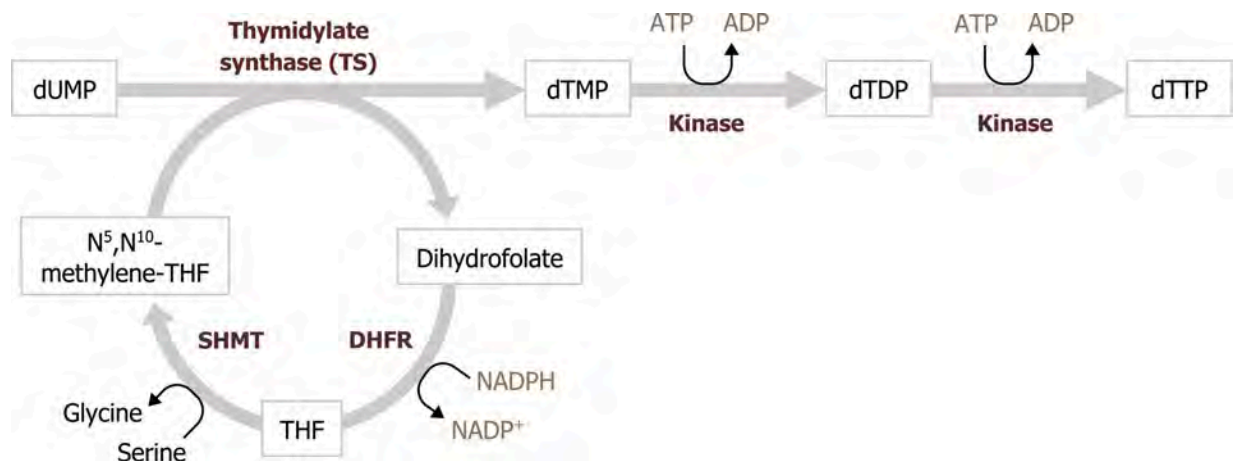 Thymidylate
synthase (TS)
ATP
ADP
ATP
ADP
dUMP
dTMP
dTDP
dTTP
Kinase
Kinase
N⁵,N¹⁰-
methylene-THF
Dihydrofolate
SHMT
DHFR
NADPH
Glycine
THF
NADP⁺
Serine